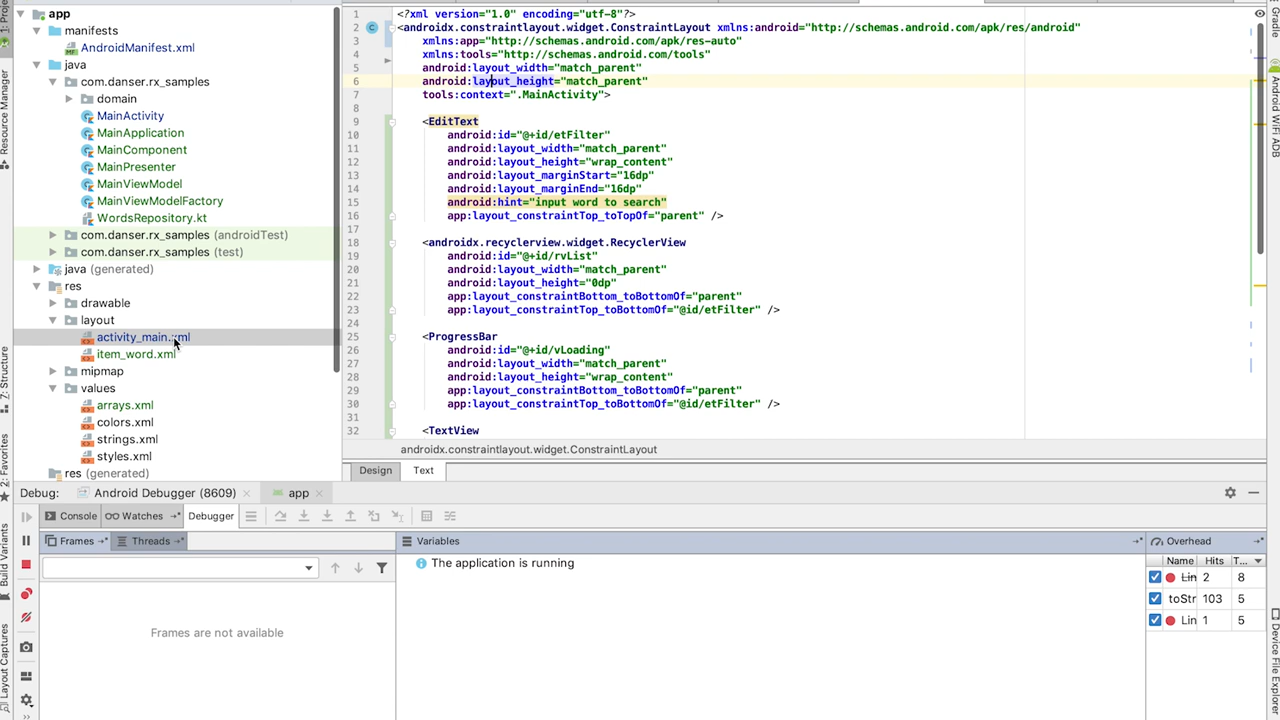 app
manifests
AndroidManifest.xml
java
com.danser.rx_samples
domain
MainActivity
MainApplication
MainComponent
MainPresenter
MainViewModel
MainViewModelFactory
WordsRepository.kt
com.danser.rx_samples (androidTest)
com.danser.rx_samples (test)
java (generated)
res
drawable
layout
activity_main.xml
item_word.xml
mipmap
values
arrays.xml
colors.xml
strings.xml
styles.xml
res (generated)
Resource Manager
Z: Structure
2: Favorites
Build Variants
Layout Captures
1 <?xml version="1.0" encoding="utf-8"?>
2 <androidx.constraintlayout.widget.ConstraintLayout xmlns:android="http://schemas.android.com/apk/res/android"
3 xmlns:app="http://schemas.android.com/apk/res-auto"
4 xmlns:tools="http://schemas.android.com/tools"
5 android:layout_width="match_parent"
6 android:layout_height="match_parent"
7 tools:context=".MainActivity">
8
9 <EditText
10 android:id="@+id/etFilter"
11 android:layout_width="match_parent"
12 android:layout_height="wrap_content"
13 android:layout_marginStart="16dp"
14 android:layout_marginEnd="16dp"
15 android:hint="input word to search"
16 app:layout_constraintTop_toTopOf="parent" />
17
18 <androidx.recyclerview.widget.RecyclerView
19 android:id="@+id/rvList"
20 android:layout_width="match_parent"
21 android:layout_height="0dp"
22 app:layout_constraintBottom_toBottomOf="parent"
23 app:layout_constraintTop_toBottomOf="@id/etFilter" />
24
25 <ProgressBar
26 android:id="@+id/vLoading"
27 android:layout_width="match_parent"
28 android:layout_height="wrap_content"
29 app:layout_constraintBottom_toBottomOf="parent"
30 app:layout_constraintTop_toBottomOf="@id/etFilter" />
31
32 <TextView
androidx.constraintlayout.widget.ConstraintLayout
Design Text
Gradle
Android WiFi ADB
Device File Explorer
Debug: Android Debugger (8609) app
Console Watches Debugger
Frames Threads
Frames are not available
Variables
The application is running
Overhead
Name Hits T...
Lin 2 8
toStr 103 5
Lin 1 5